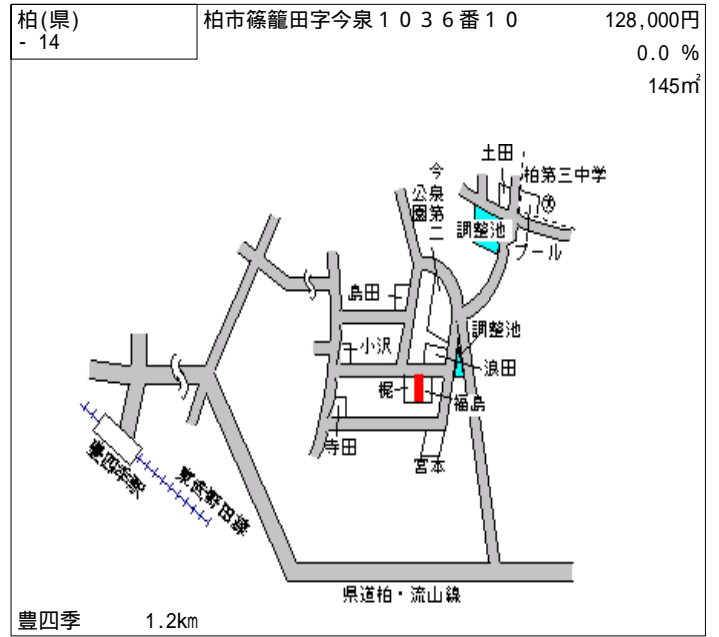 柏(県)
- 14
柏市篠籠田字今泉１０３６番１０
128,000円
0.0 %
145㎡
土田
柏第三中学
今泉第二公園
調整池
プール
島田
調整池
小沢
浪田
梶
福島
寺田
宮本
豊四季駅
東武野田線
県道柏・流山線
豊四季 1.2km